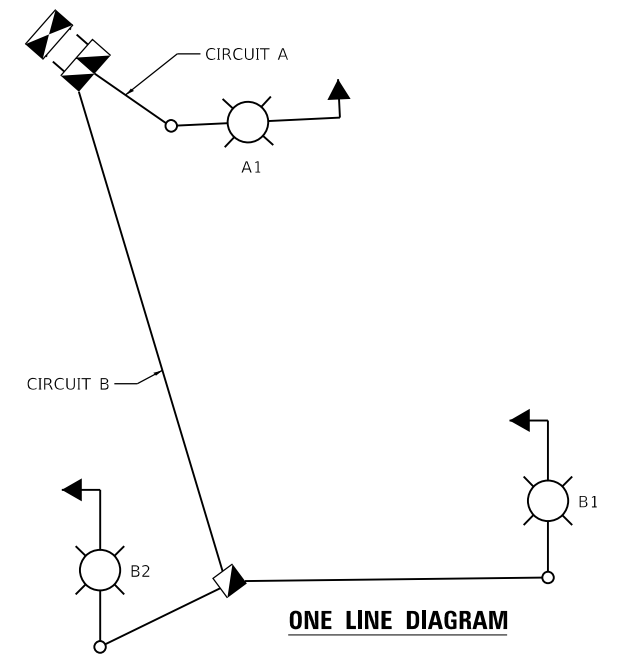 CIRCUIT A
A1
CIRCUIT B
B1
B2
ONE LINE DIAGRAM